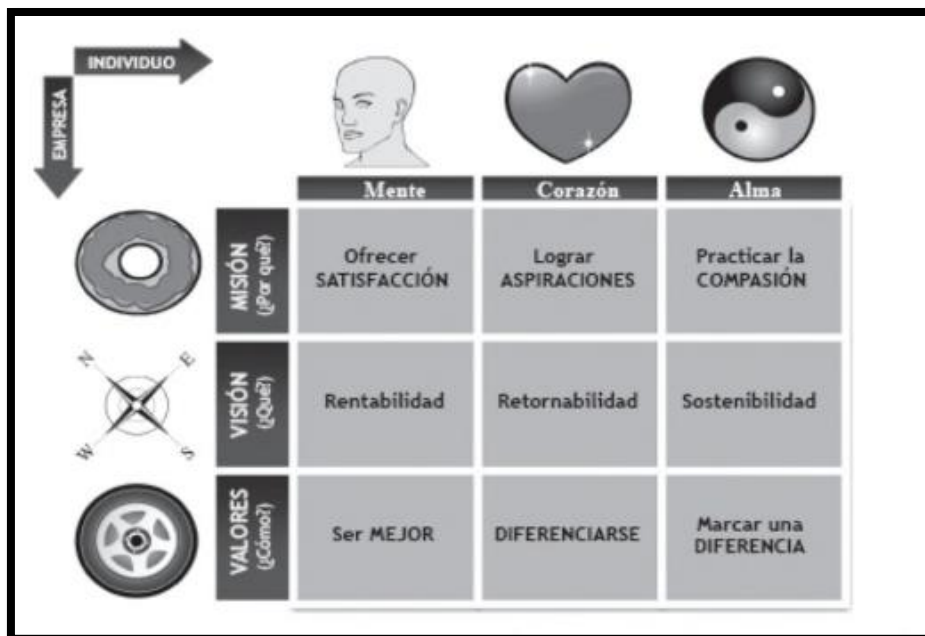 INDIVIDUO
EMPRESA
Mente
Corazón
Alma
MISIÓN
(¿Por qué?)
Ofrecer
SATISFACCIÓN
Lograr
ASPIRACIONES
Practicar la
COMPASIÓN
N
E
W
S
VISIÓN
(¿Qué?)
Rentabilidad
Retornabilidad
Sostenibilidad
VALORES
(¿Cómo?)
Ser MEJOR
DIFERENCIARSE
Marcar una
DIFERENCIA